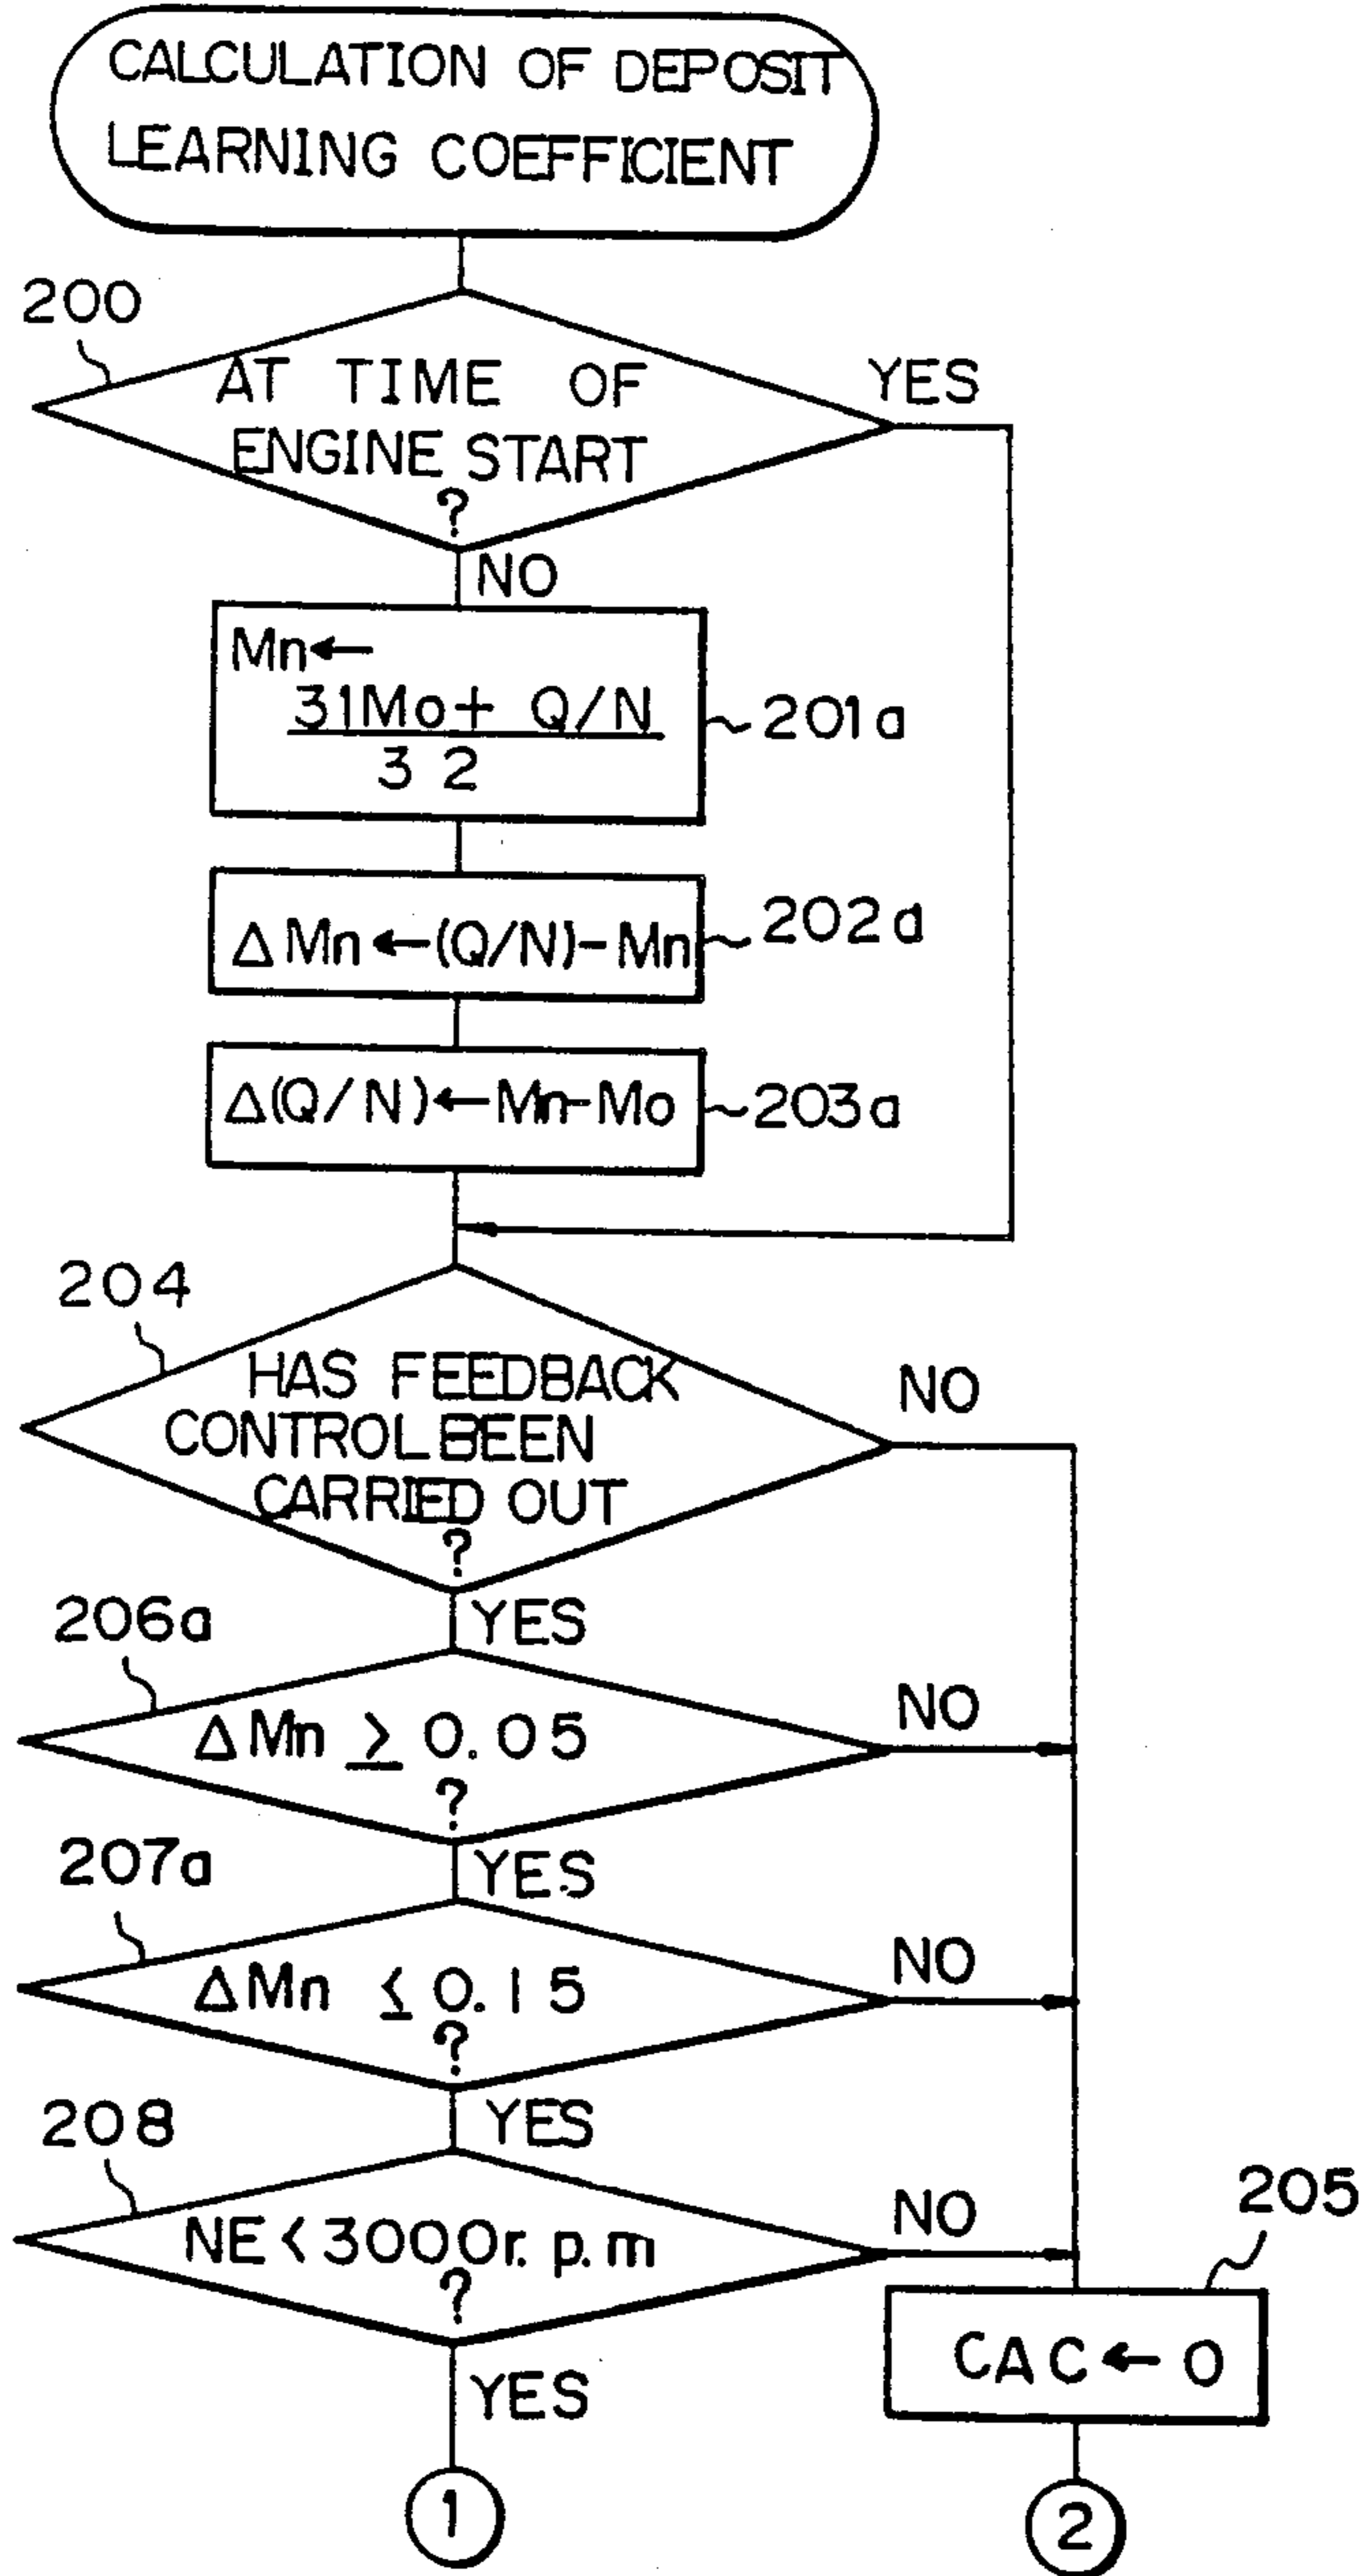 CALCULATION OF DEPOSIT
LEARNING COEFFICIENT
200
AT TIME OF
ENGINE START
?
YES
NO
Mn←
31Mo+ Q/N
32
201a
ΔMn←(Q/N)-Mn
202d
Δ(Q/N)←Mn-Mo
203a
204
HAS FEEDBACK
CONTROL BEEN
CARRIED OUT
?
NO
YES
206a
ΔMn ≥ 0.05
?
NO
YES
207a
ΔMn ≤ 0.15
?
NO
YES
208
NE < 3000r.p.m
?
NO
YES
205
CAC ← 0
1
2